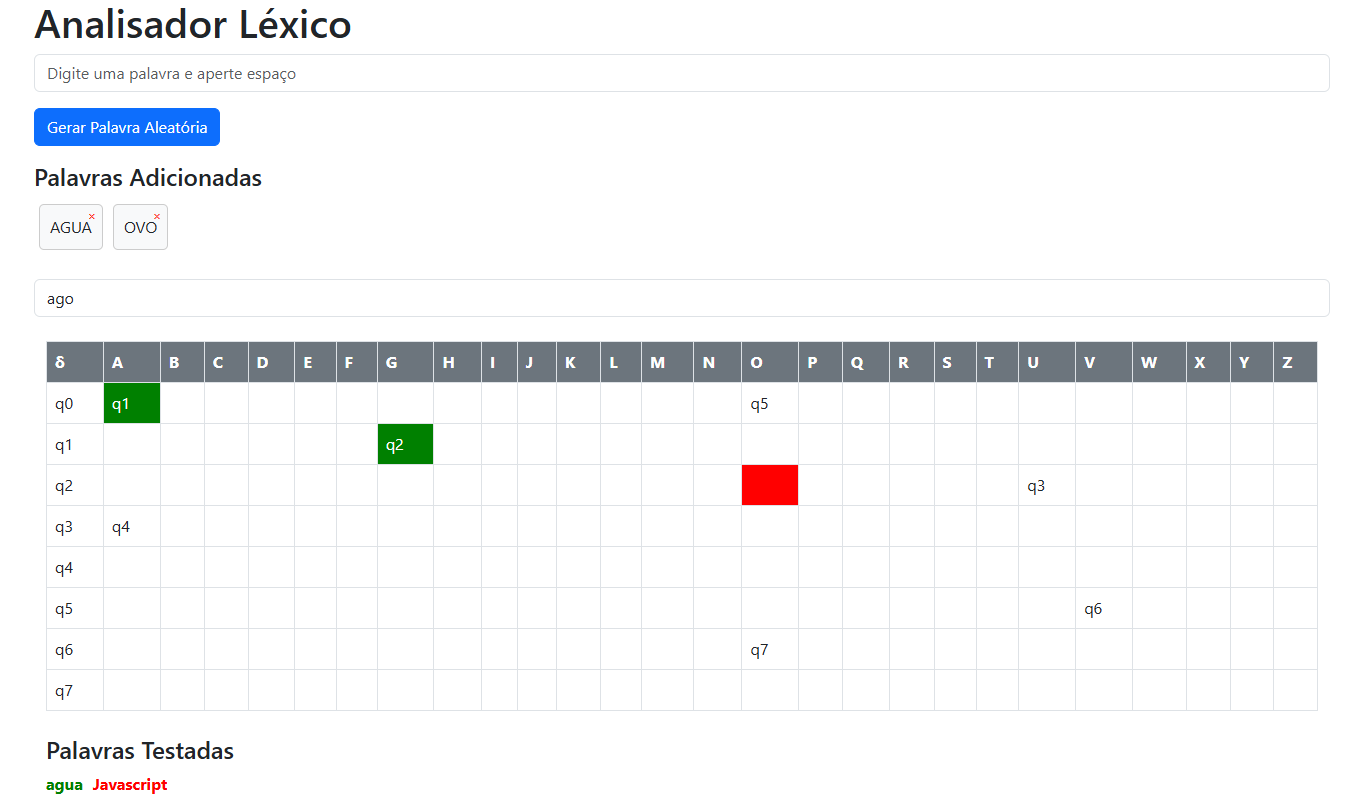 Analisador Léxico
Digite uma palavra e aperte espaço
Gerar Palavra Aleatória
Palavras Adicionadas
AGUA × OVO ×
ago
δ A B C D E F G H I J K L M N O P Q R S T U V W X Y Z
q0 q1 q5
q1 q2
q2 q3
q3 q4
q4
q5 q6
q6 q7
q7
Palavras Testadas
agua Javascript